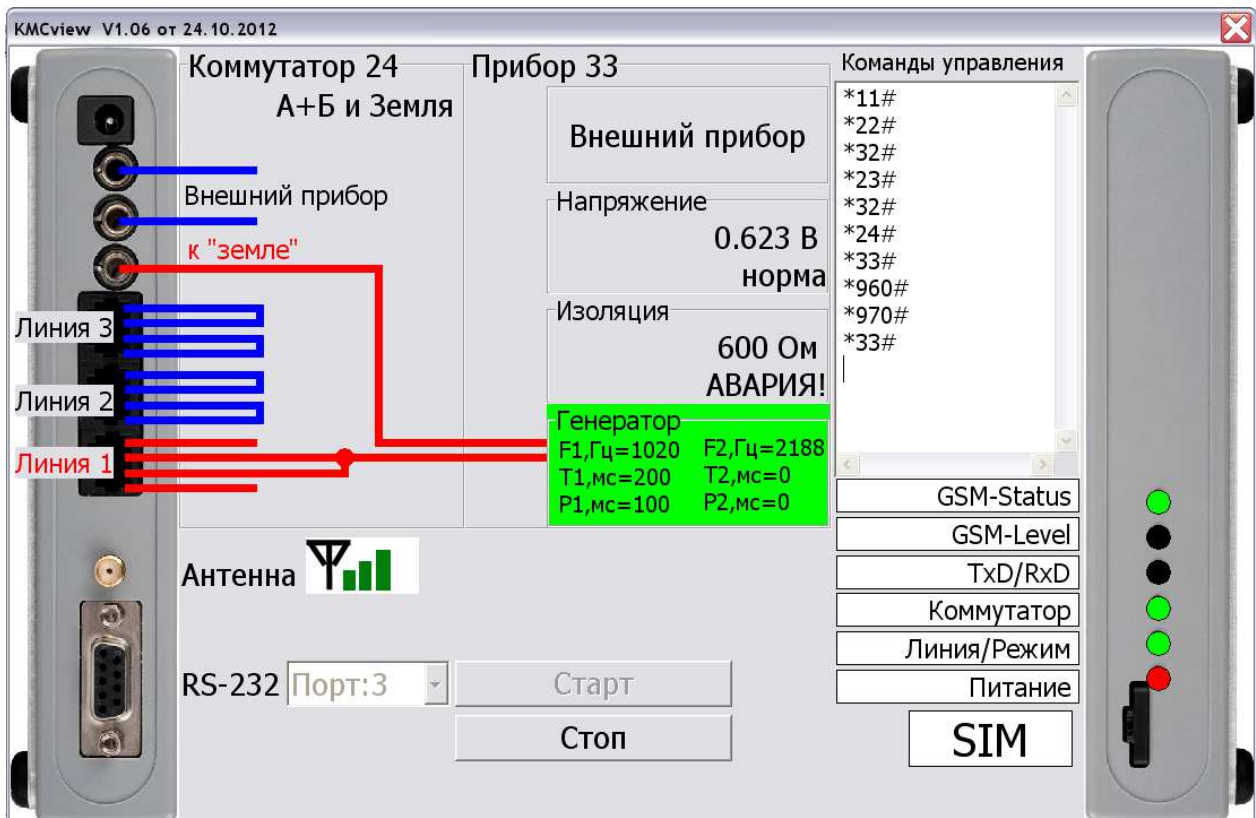 KMCview V1.06 от 24.10.2012
Коммутатор 24
А+Б и Земля
Внешний прибор
к "земле"
Линия 3
Линия 2
Линия 1
Прибор 33
Внешний прибор
Напряжение
0.623 В
норма
Изоляция
600 Ом
АВАРИЯ!
Генератор
F1,Гц=1020 F2,Гц=2188
T1,мс=200 T2,мс=0
P1,мс=100 P2,мс=0
Команды управления
*11#
*22#
*32#
*23#
*32#
*24#
*33#
*960#
*970#
*33#
GSM-Status
GSM-Level
TxD/RxD
Коммутатор
Линия/Режим
Питание
SIM
Антенна
RS-232 Порт:3
Старт
Стоп